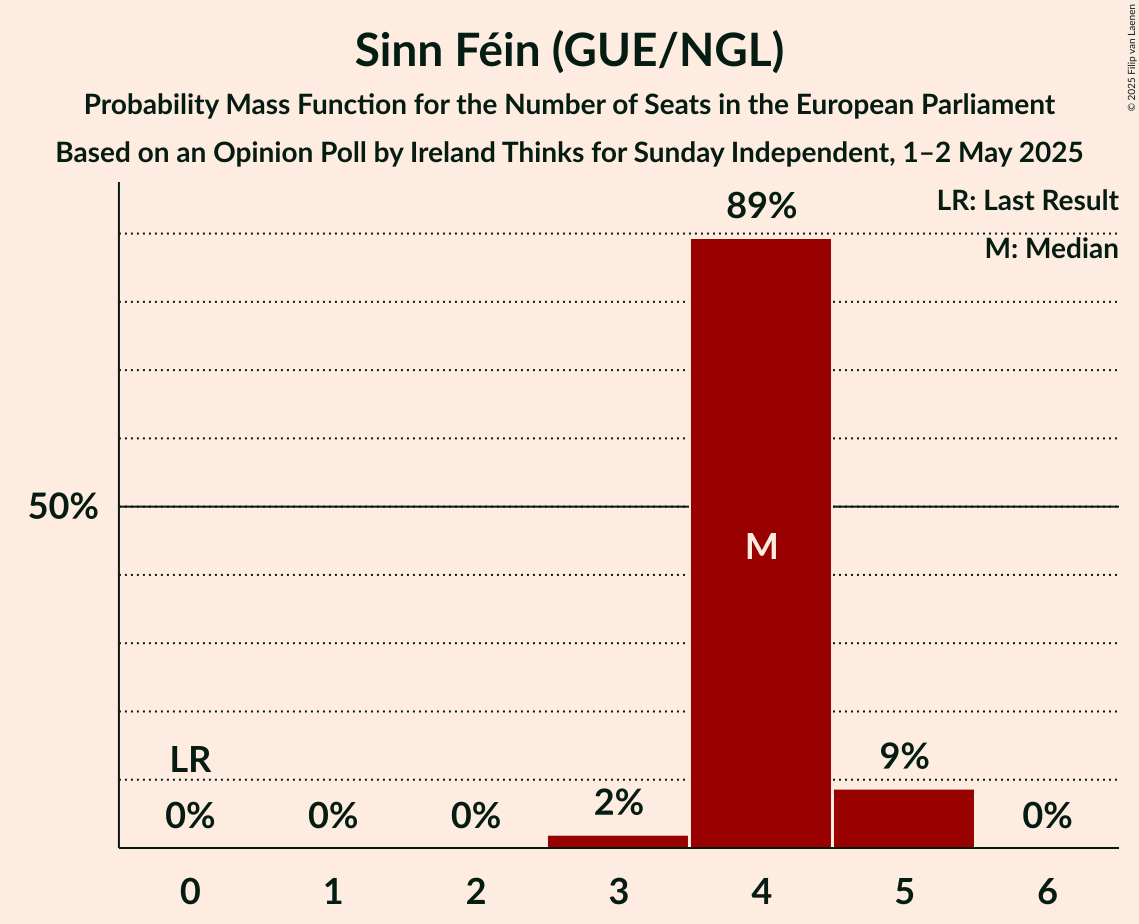 Sinn Féin (GUE/NGL)
Probability Mass Function for the Number of Seats in the European Parliament
Based on an Opinion Poll by Ireland Thinks for Sunday Independent, 1–2 May 2025
© 2025 Filip van Laenen
LR: Last Result
M: Median
89%
50%
M
LR
9%
2%
0%
0%
0%
0%
0
1
2
3
4
5
6